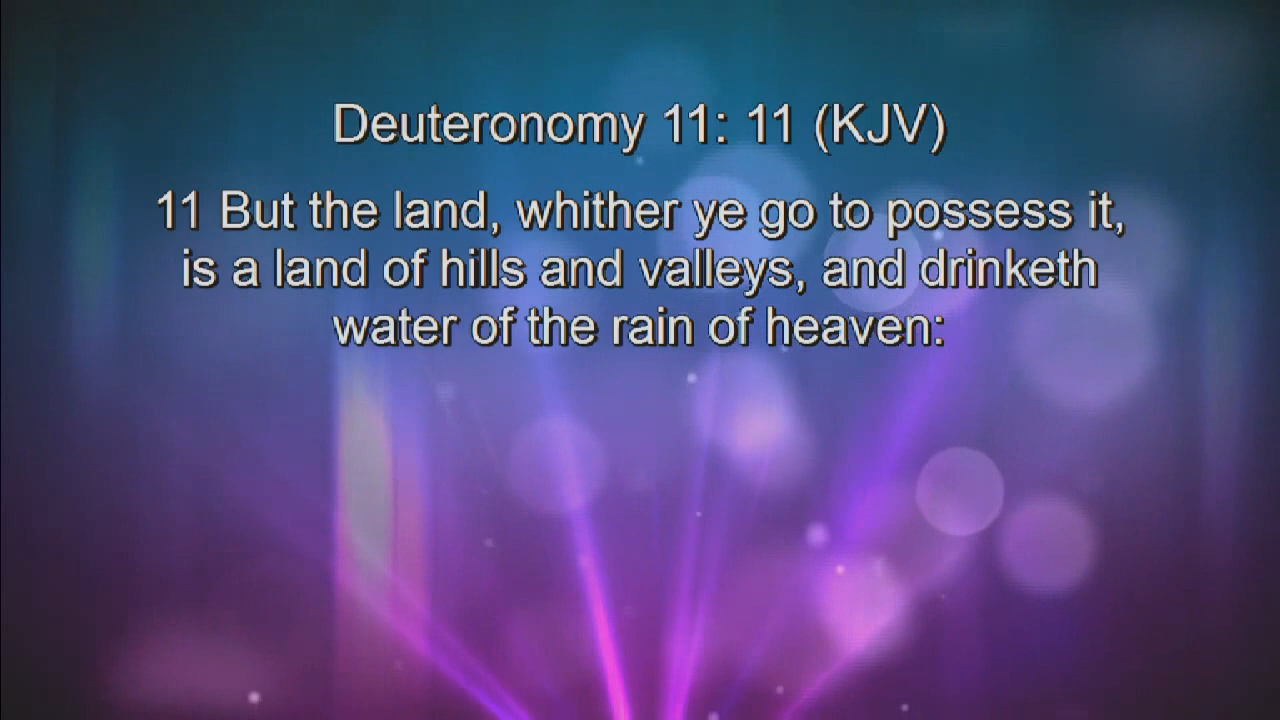 Deuteronomy 11: 11 (KJV)
11 But the land, whither ye go to possess it,
is a land of hills and valleys, and drinketh
water of the rain of heaven: